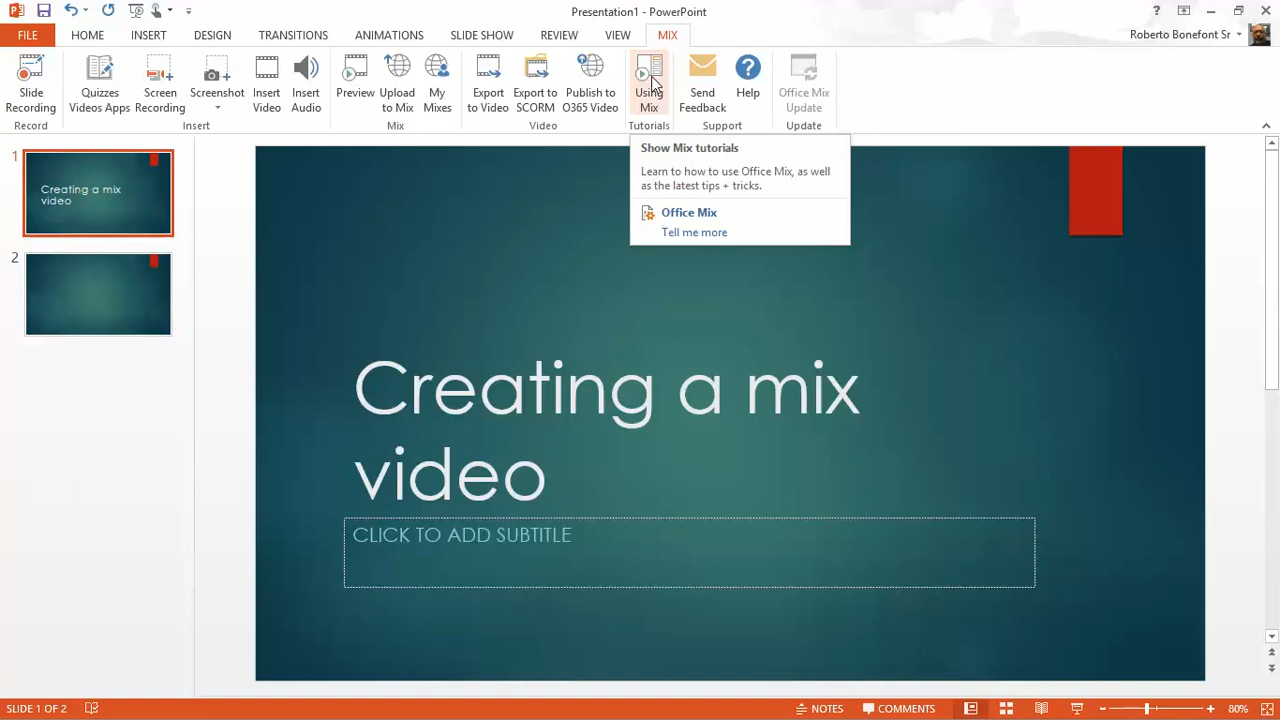 Presentation1 - PowerPoint
FILE HOME INSERT DESIGN TRANSITIONS ANIMATIONS SLIDE SHOW REVIEW VIEW MIX Roberto Bonefont Sr
Slide Recording
Quizzes Videos Apps
Screen Recording
Screenshot
Insert Video
Insert Audio
Preview
Upload to Mix
My Mixes
Export to Video
Export to SCORM
Publish to O365 Video
Using Mix
Send Feedback
Help
Office Mix Update
Record Insert Mix Video Tutorials Support Update
Show Mix tutorials
Learn to how to use Office Mix, as well
as the latest tips + tricks.
Office Mix
Tell me more
1
Creating a mix
video
2
Creating a mix
video
CLICK TO ADD SUBTITLE
SLIDE 1 OF 2 NOTES COMMENTS 80%